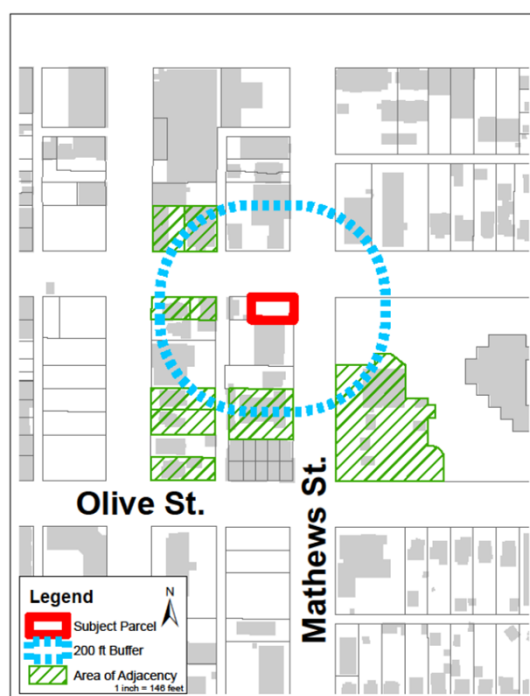 Olive St.
Mathews St.
Legend
N
Subject Parcel
200 ft Buffer
Area of Adjacency
1 inch = 146 feet